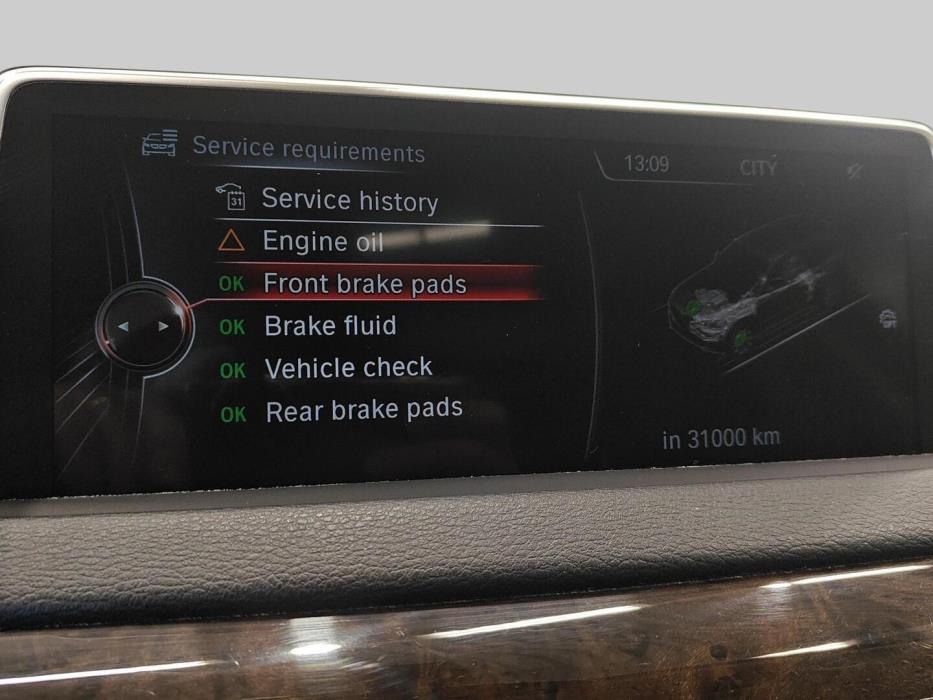 Service requirements
13:09 CITY
31 Service history
Engine oil
OK Front brake pads
OK Brake fluid
OK Vehicle check
OK Rear brake pads
in 31000 km